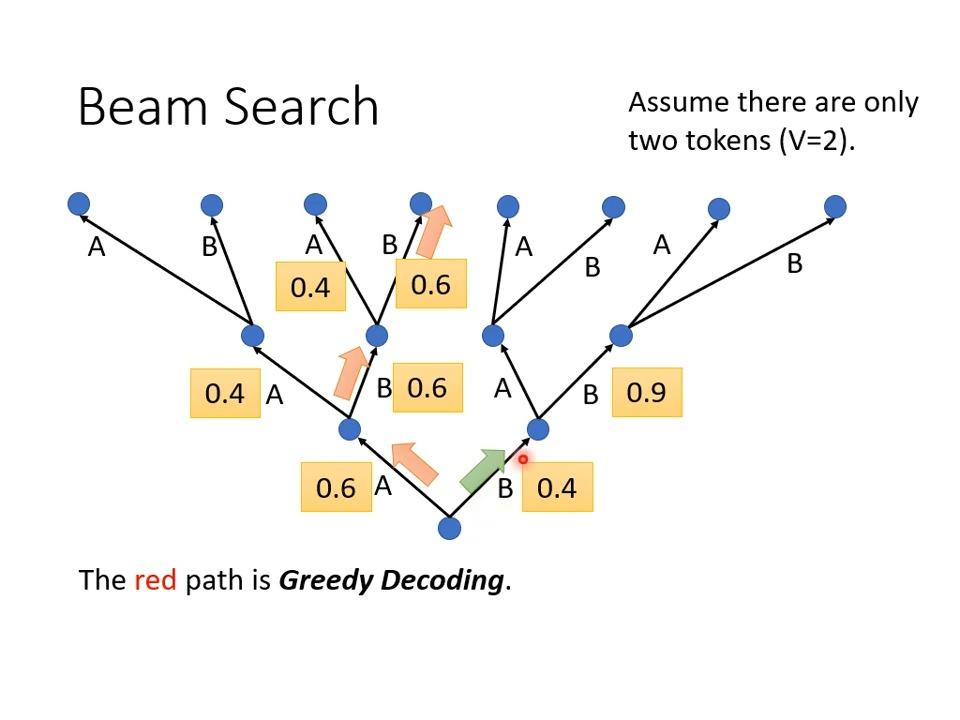 Beam Search
Assume there are only
two tokens (V=2).
A
B
A
B
A
B
A
B
0.4
0.6
0.4
A
B
0.6
A
B
0.9
0.6
A
B
0.4
The red path is Greedy Decoding.